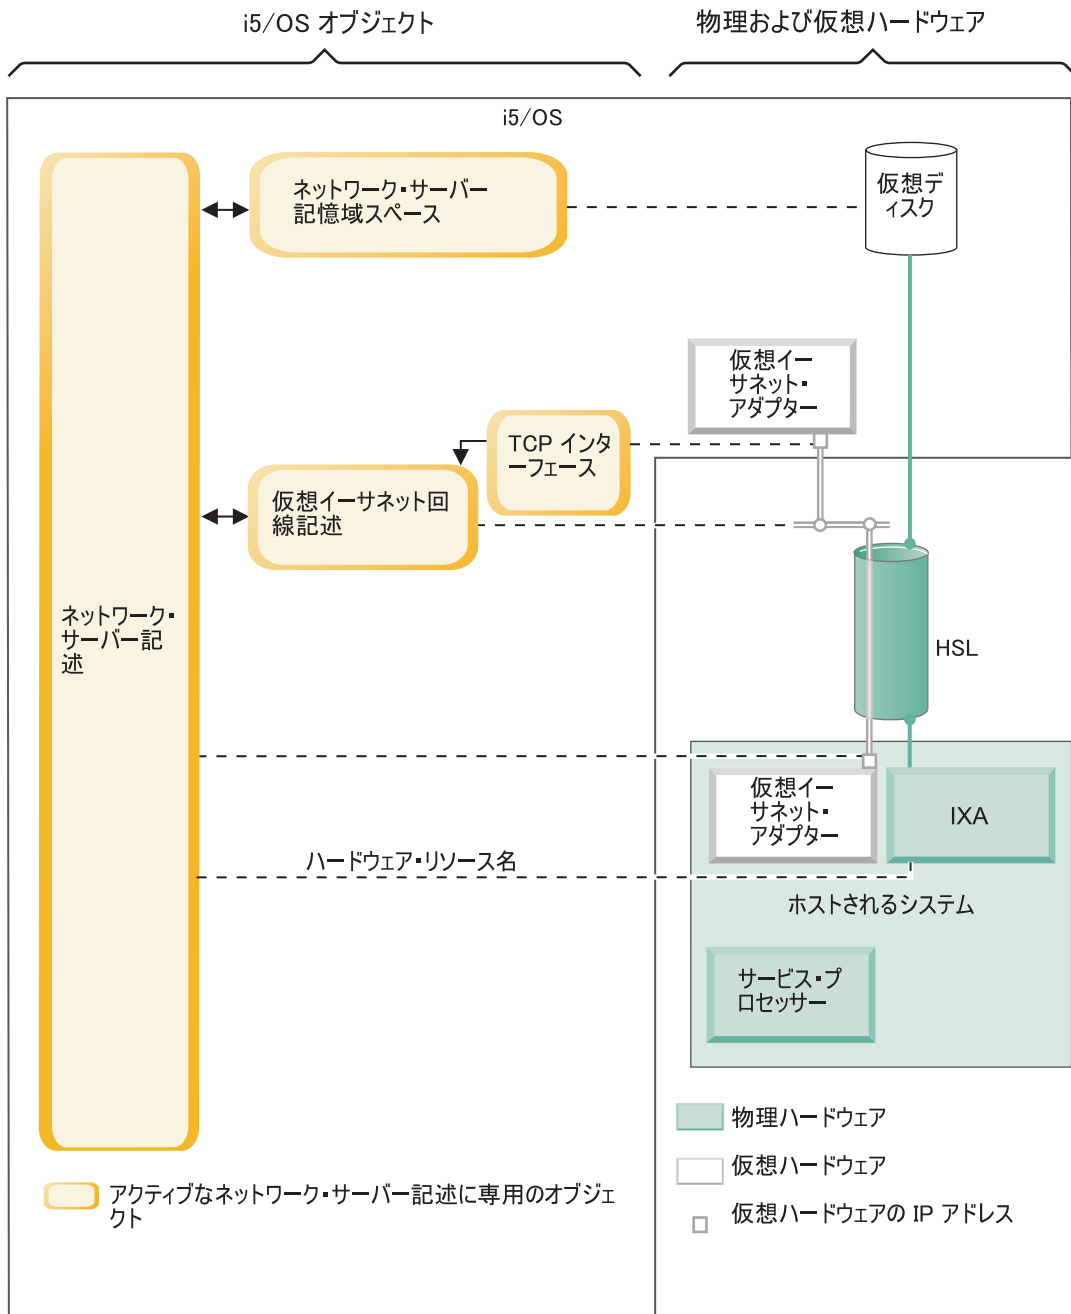 i5/OS オブジェクト
物理および仮想ハードウェア
i5/OS
ネットワーク・サーバー
記憶域スペース
仮想デ
ィスク
仮想イー
サネット・
アダプター
TCP インタ
ーフェース
仮想イーサネット回
線記述
ネットワーク・
サーバー記
述
HSL
仮想イー
サネット・
アダプター
IXA
ハードウェア・リソース名
ホストされるシステム
サービス・プ
ロセッサー
物理ハードウェア
仮想ハードウェア
仮想ハードウェアの IP アドレス
アクティブなネットワーク・サーバー記述に専用のオブジェ
クト